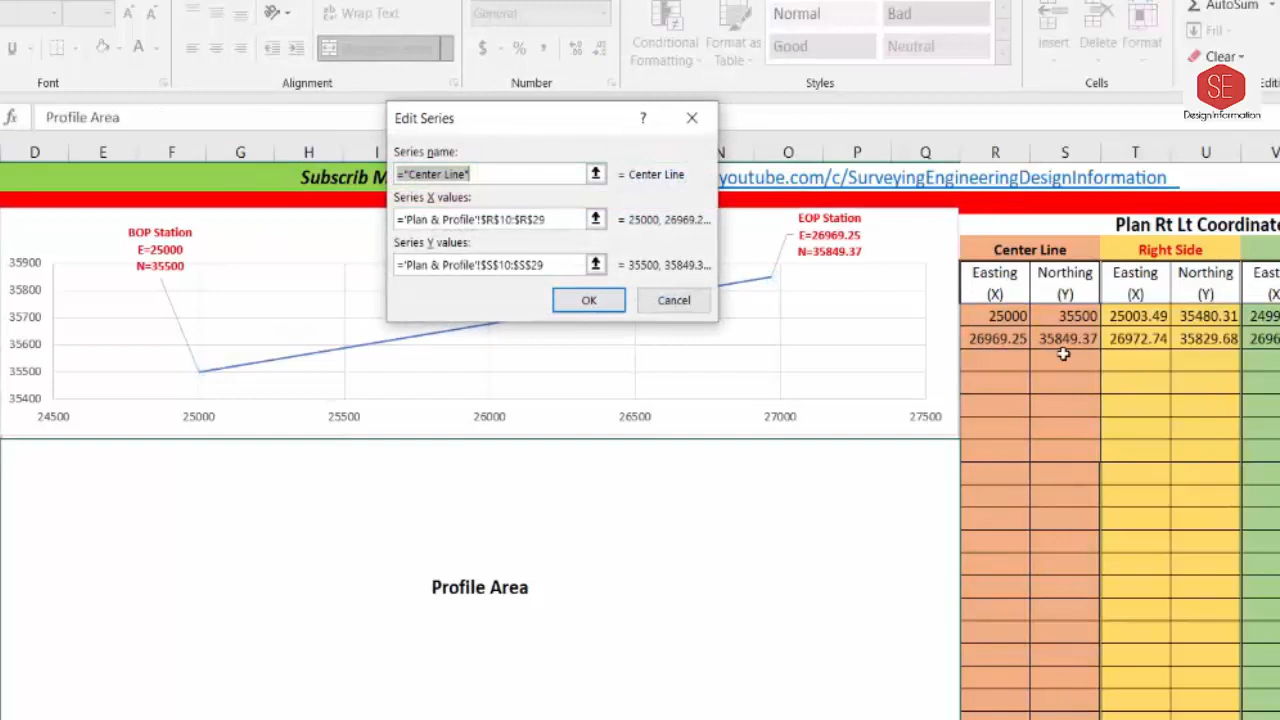 AutoSum
Wrap Text
General
Normal
Bad
Fill
A A
U
A
$ % ,
Conditional Formatting
Format as Table
Good
Neutral
Insert
Delete
Format
Clear
Font
Alignment
Number
Styles
Cells
Editi
SE
DesignInformation
fx
Profile Area
D E F G H I N O P Q R S T U V
Subscrib M
youtube.com/c/SurveyingEngineeringDesignInformation
Edit Series
? ×
Series name:
="Center Line"
= Center Line
Series X values:
='Plan & Profile'!$R$10:$R$29
= 25000, 26969.2...
Series Y values:
='Plan & Profile'!$S$10:$S$29
= 35500, 35849.3...
OK
Cancel
BOP Station
E=25000
N=35500
EOP Station
E=26969.25
N=35849.37
35900
35800
35700
35600
35500
35400
24500 25000 25500 26000 26500 27000 27500
Profile Area
Plan Rt Lt Coordinate
Center Line
Right Side
Easting (X)
Northing (Y)
Easting (X)
Northing (Y)
(X
25000 35500 25003.49 35480.31 2499
26969.25 35849.37 26972.74 35829.68 2696